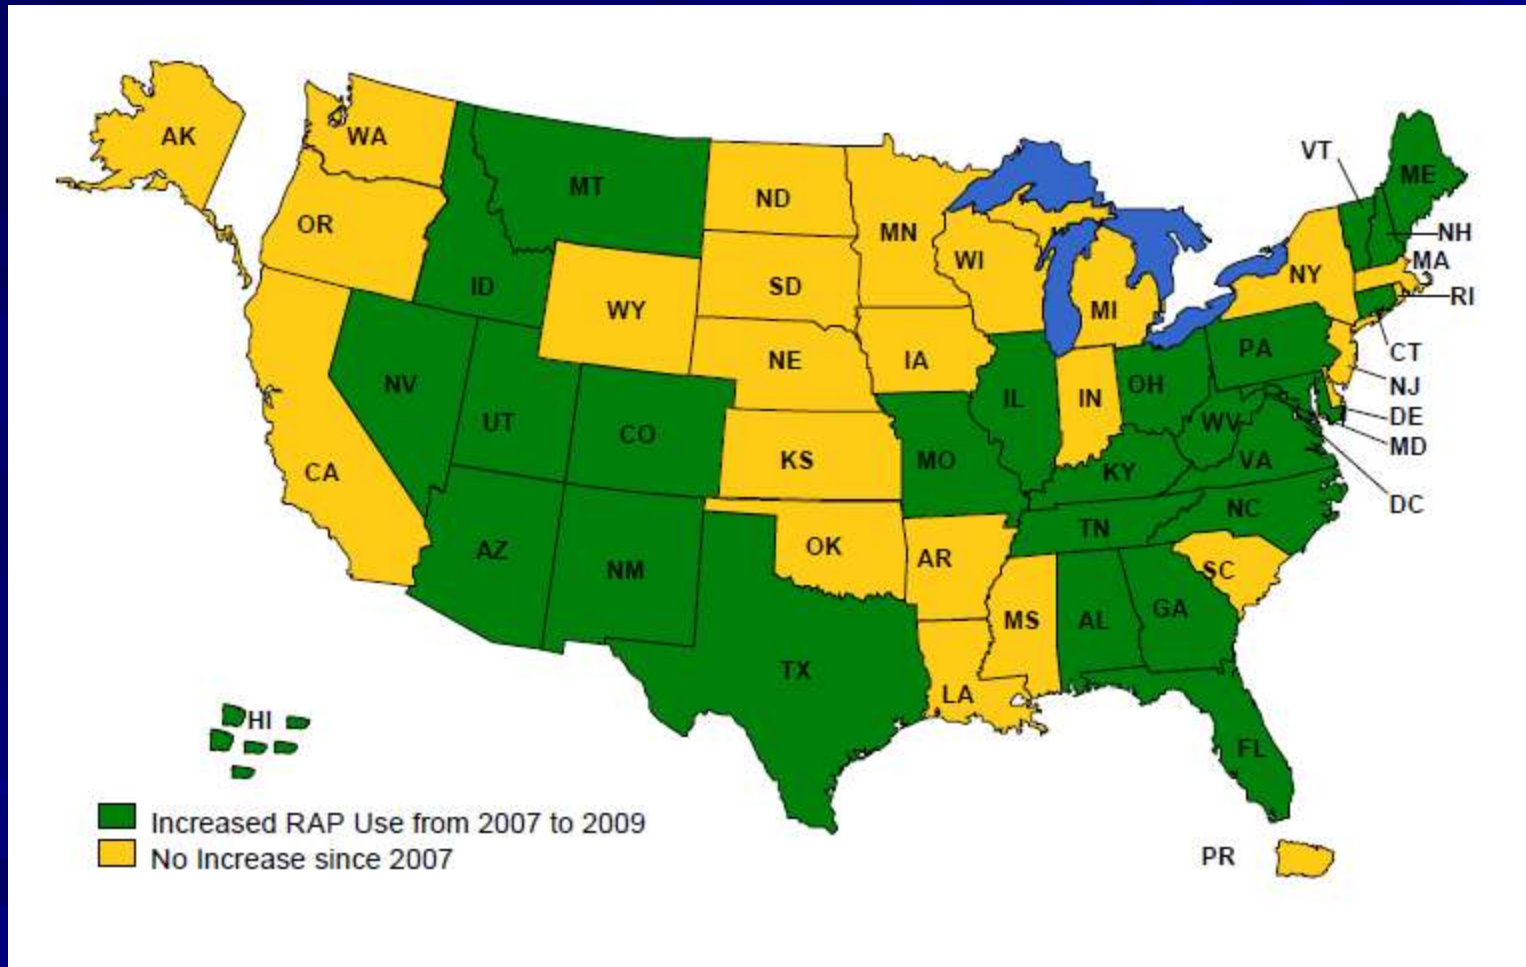 AK
WA
MT
ND
MN
OR
ID
WY
SD
WI
MI
NY
VT
ME
NH
MA
RI
CT
NJ
DE
MD
DC
NV
UT
CO
NE
IA
IL
IN
OH
PA
CA
KS
MO
KY
WV
VA
AZ
NM
OK
AR
TN
NC
SC
TX
LA
MS
AL
GA
FL
HI
PR
Increased RAP Use from 2007 to 2009
No Increase since 2007